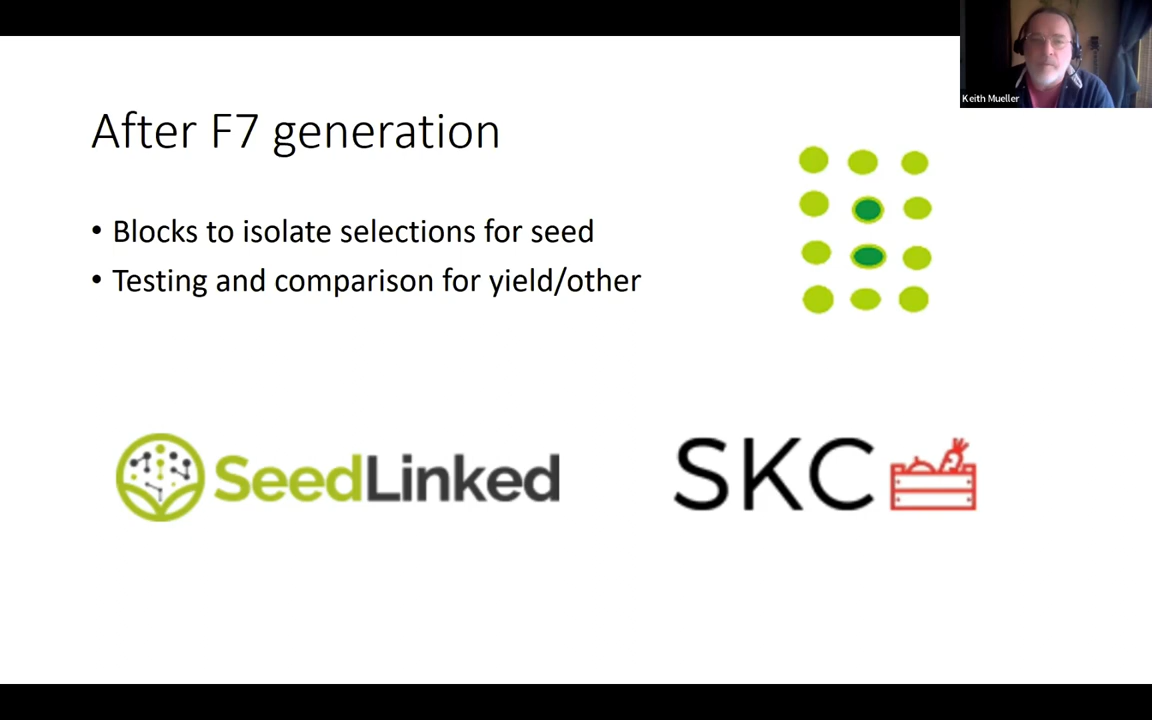 Keith Mueller
After F7 generation
• Blocks to isolate selections for seed
• Testing and comparison for yield/other
SeedLinked
SKC